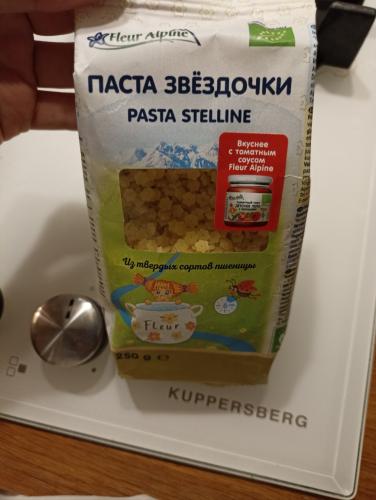 Fleur Alpine
ПАСТА ЗВЁЗДОЧКИ
PASTA STELLINE
Вкуснее
с томатным
соусом
Fleur Alpine
Из твердых сортов пшеницы
Fleur
250 g e
KUPPERSBERG